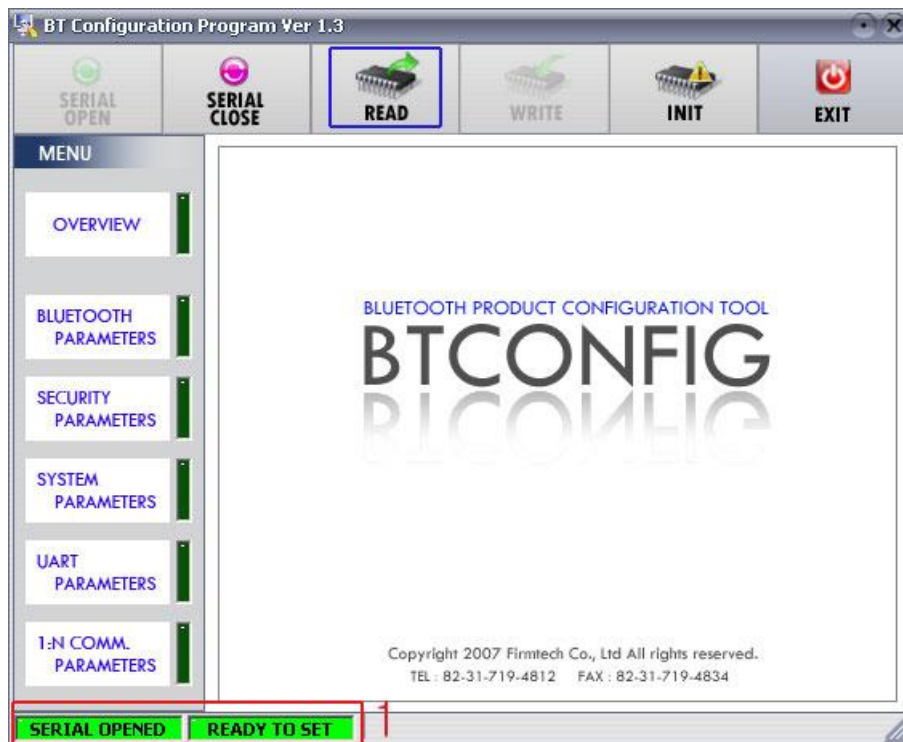 BT Configuration Program Ver 1.3
SERIAL
OPEN
SERIAL
CLOSE
READ
WRITE
INIT
EXIT
MENU
OVERVIEW
BLUETOOTH
PARAMETERS
SECURITY
PARAMETERS
SYSTEM
PARAMETERS
UART
PARAMETERS
1:N COMM.
PARAMETERS
BLUETOOTH PRODUCT CONFIGURATION TOOL
BTCONFIG
Copyright 2007 Firmtech Co., Ltd All rights reserved.
TEL : 82-31-719-4812 FAX : 82-31-719-4834
SERIAL OPENED READY TO SET 1